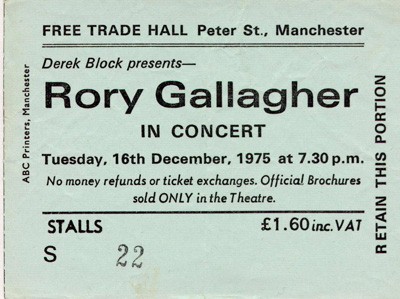 FREE TRADE HALL Peter St., Manchester
Derek Block presents—
Rory Gallagher
IN CONCERT
Tuesday, 16th December, 1975 at 7.30 p.m.
No money refunds or ticket exchanges. Official Brochures
sold ONLY in the Theatre.
STALLS £1.60 inc. VAT
S 22
ABC Printers, Manchester
RETAIN THIS PORTION